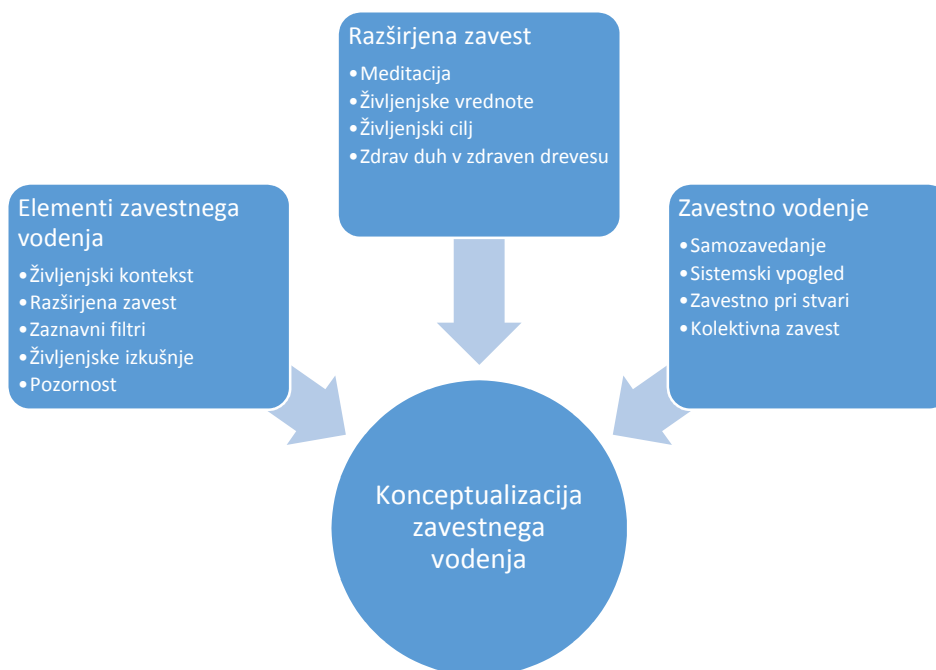 Razširjena zavest
•Meditacija
•Življenjske vrednote
•Življenjski cilj
•Zdrav duh v zdraven drevesu
Elementi zavestnega
vodenja
•Življenjski kontekst
•Razširjena zavest
•Zaznavni filtri
•Življenjske izkušnje
•Pozornost
Zavestno vodenje
•Samozavedanje
•Sistemski vpogled
•Zavestno pri stvari
•Kolektivna zavest
Konceptualizacija
zavestnega
vodenja